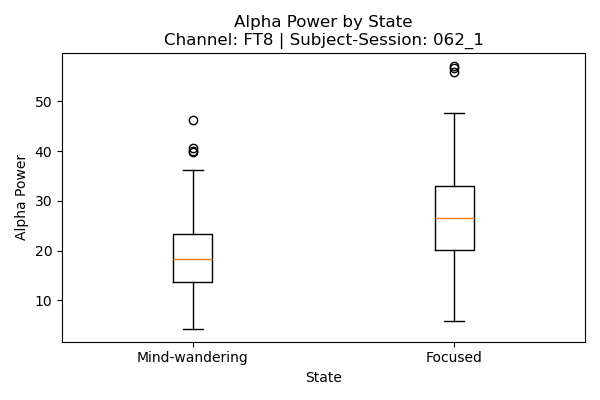 Alpha Power by State
Channel: FT8 | Subject-Session: 062_1
50
40
30
20
10
Alpha Power
Mind-wandering
Focused
State